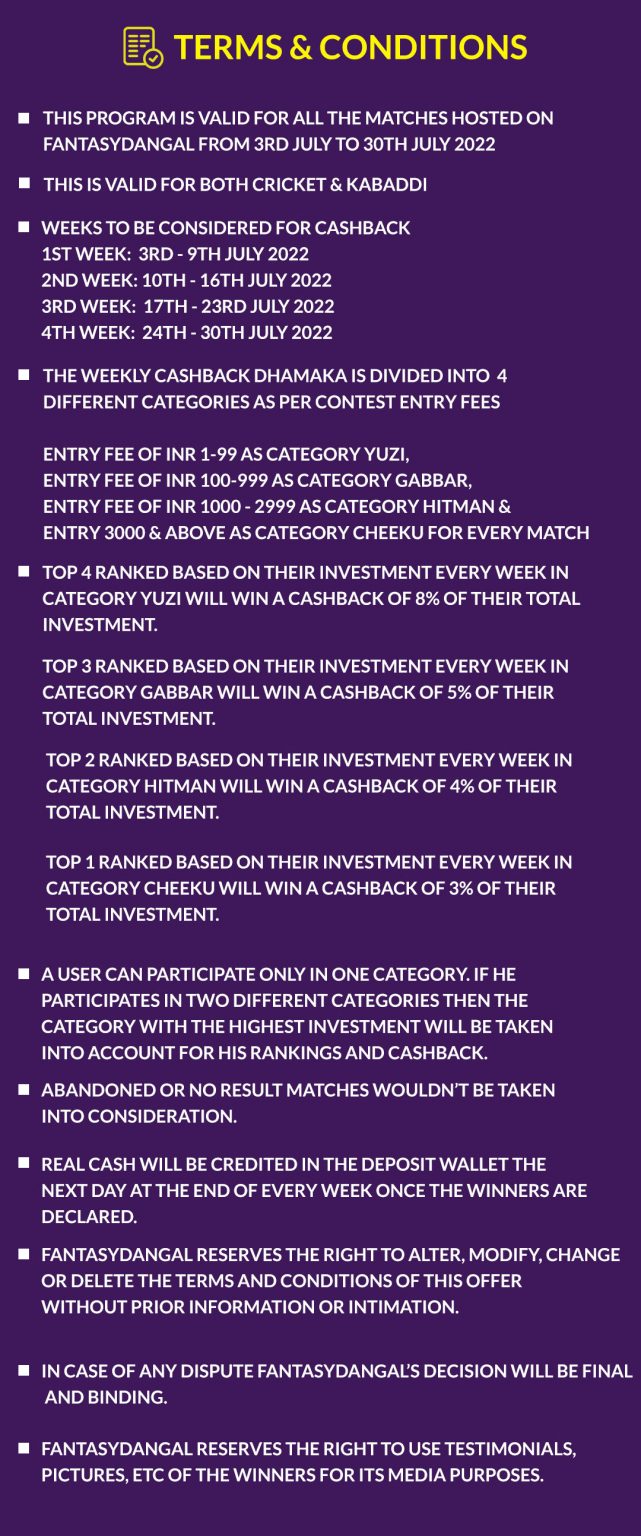 TERMS & CONDITIONS
THIS PROGRAM IS VALID FOR ALL THE MATCHES HOSTED ON
FANTASYDANGAL FROM 3RD JULY TO 30TH JULY 2022
THIS IS VALID FOR BOTH CRICKET & KABADDI
WEEKS TO BE CONSIDERED FOR CASHBACK
1ST WEEK: 3RD - 9TH JULY 2022
2ND WEEK: 10TH - 16TH JULY 2022
3RD WEEK: 17TH - 23RD JULY 2022
4TH WEEK: 24TH - 30TH JULY 2022
THE WEEKLY CASHBACK DHAMAKA IS DIVIDED INTO 4
DIFFERENT CATEGORIES AS PER CONTEST ENTRY FEES
ENTRY FEE OF INR 1-99 AS CATEGORY YUZI,
ENTRY FEE OF INR 100-999 AS CATEGORY GABBAR,
ENTRY FEE OF INR 1000 - 2999 AS CATEGORY HITMAN &
ENTRY 3000 & ABOVE AS CATEGORY CHEEKU FOR EVERY MATCH
TOP 4 RANKED BASED ON THEIR INVESTMENT EVERY WEEK IN
CATEGORY YUZI WILL WIN A CASHBACK OF 8% OF THEIR TOTAL
INVESTMENT.
TOP 3 RANKED BASED ON THEIR INVESTMENT EVERY WEEK IN
CATEGORY GABBAR WILL WIN A CASHBACK OF 5% OF THEIR
TOTAL INVESTMENT.
TOP 2 RANKED BASED ON THEIR INVESTMENT EVERY WEEK IN
CATEGORY HITMAN WILL WIN A CASHBACK OF 4% OF THEIR
TOTAL INVESTMENT.
TOP 1 RANKED BASED ON THEIR INVESTMENT EVERY WEEK IN
CATEGORY CHEEKU WILL WIN A CASHBACK OF 3% OF THEIR
TOTAL INVESTMENT.
A USER CAN PARTICIPATE ONLY IN ONE CATEGORY. IF HE
PARTICIPATES IN TWO DIFFERENT CATEGORIES THEN THE
CATEGORY WITH THE HIGHEST INVESTMENT WILL BE TAKEN
INTO ACCOUNT FOR HIS RANKINGS AND CASHBACK.
ABANDONED OR NO RESULT MATCHES WOULDN'T BE TAKEN
INTO CONSIDERATION.
REAL CASH WILL BE CREDITED IN THE DEPOSIT WALLET THE
NEXT DAY AT THE END OF EVERY WEEK ONCE THE WINNERS ARE
DECLARED.
FANTASYDANGAL RESERVES THE RIGHT TO ALTER, MODIFY, CHANGE
OR DELETE THE TERMS AND CONDITIONS OF THIS OFFER
WITHOUT PRIOR INFORMATION OR INTIMATION.
IN CASE OF ANY DISPUTE FANTASYDANGAL'S DECISION WILL BE FINAL
AND BINDING.
FANTASYDANGAL RESERVES THE RIGHT TO USE TESTIMONIALS,
PICTURES, ETC OF THE WINNERS FOR ITS MEDIA PURPOSES.